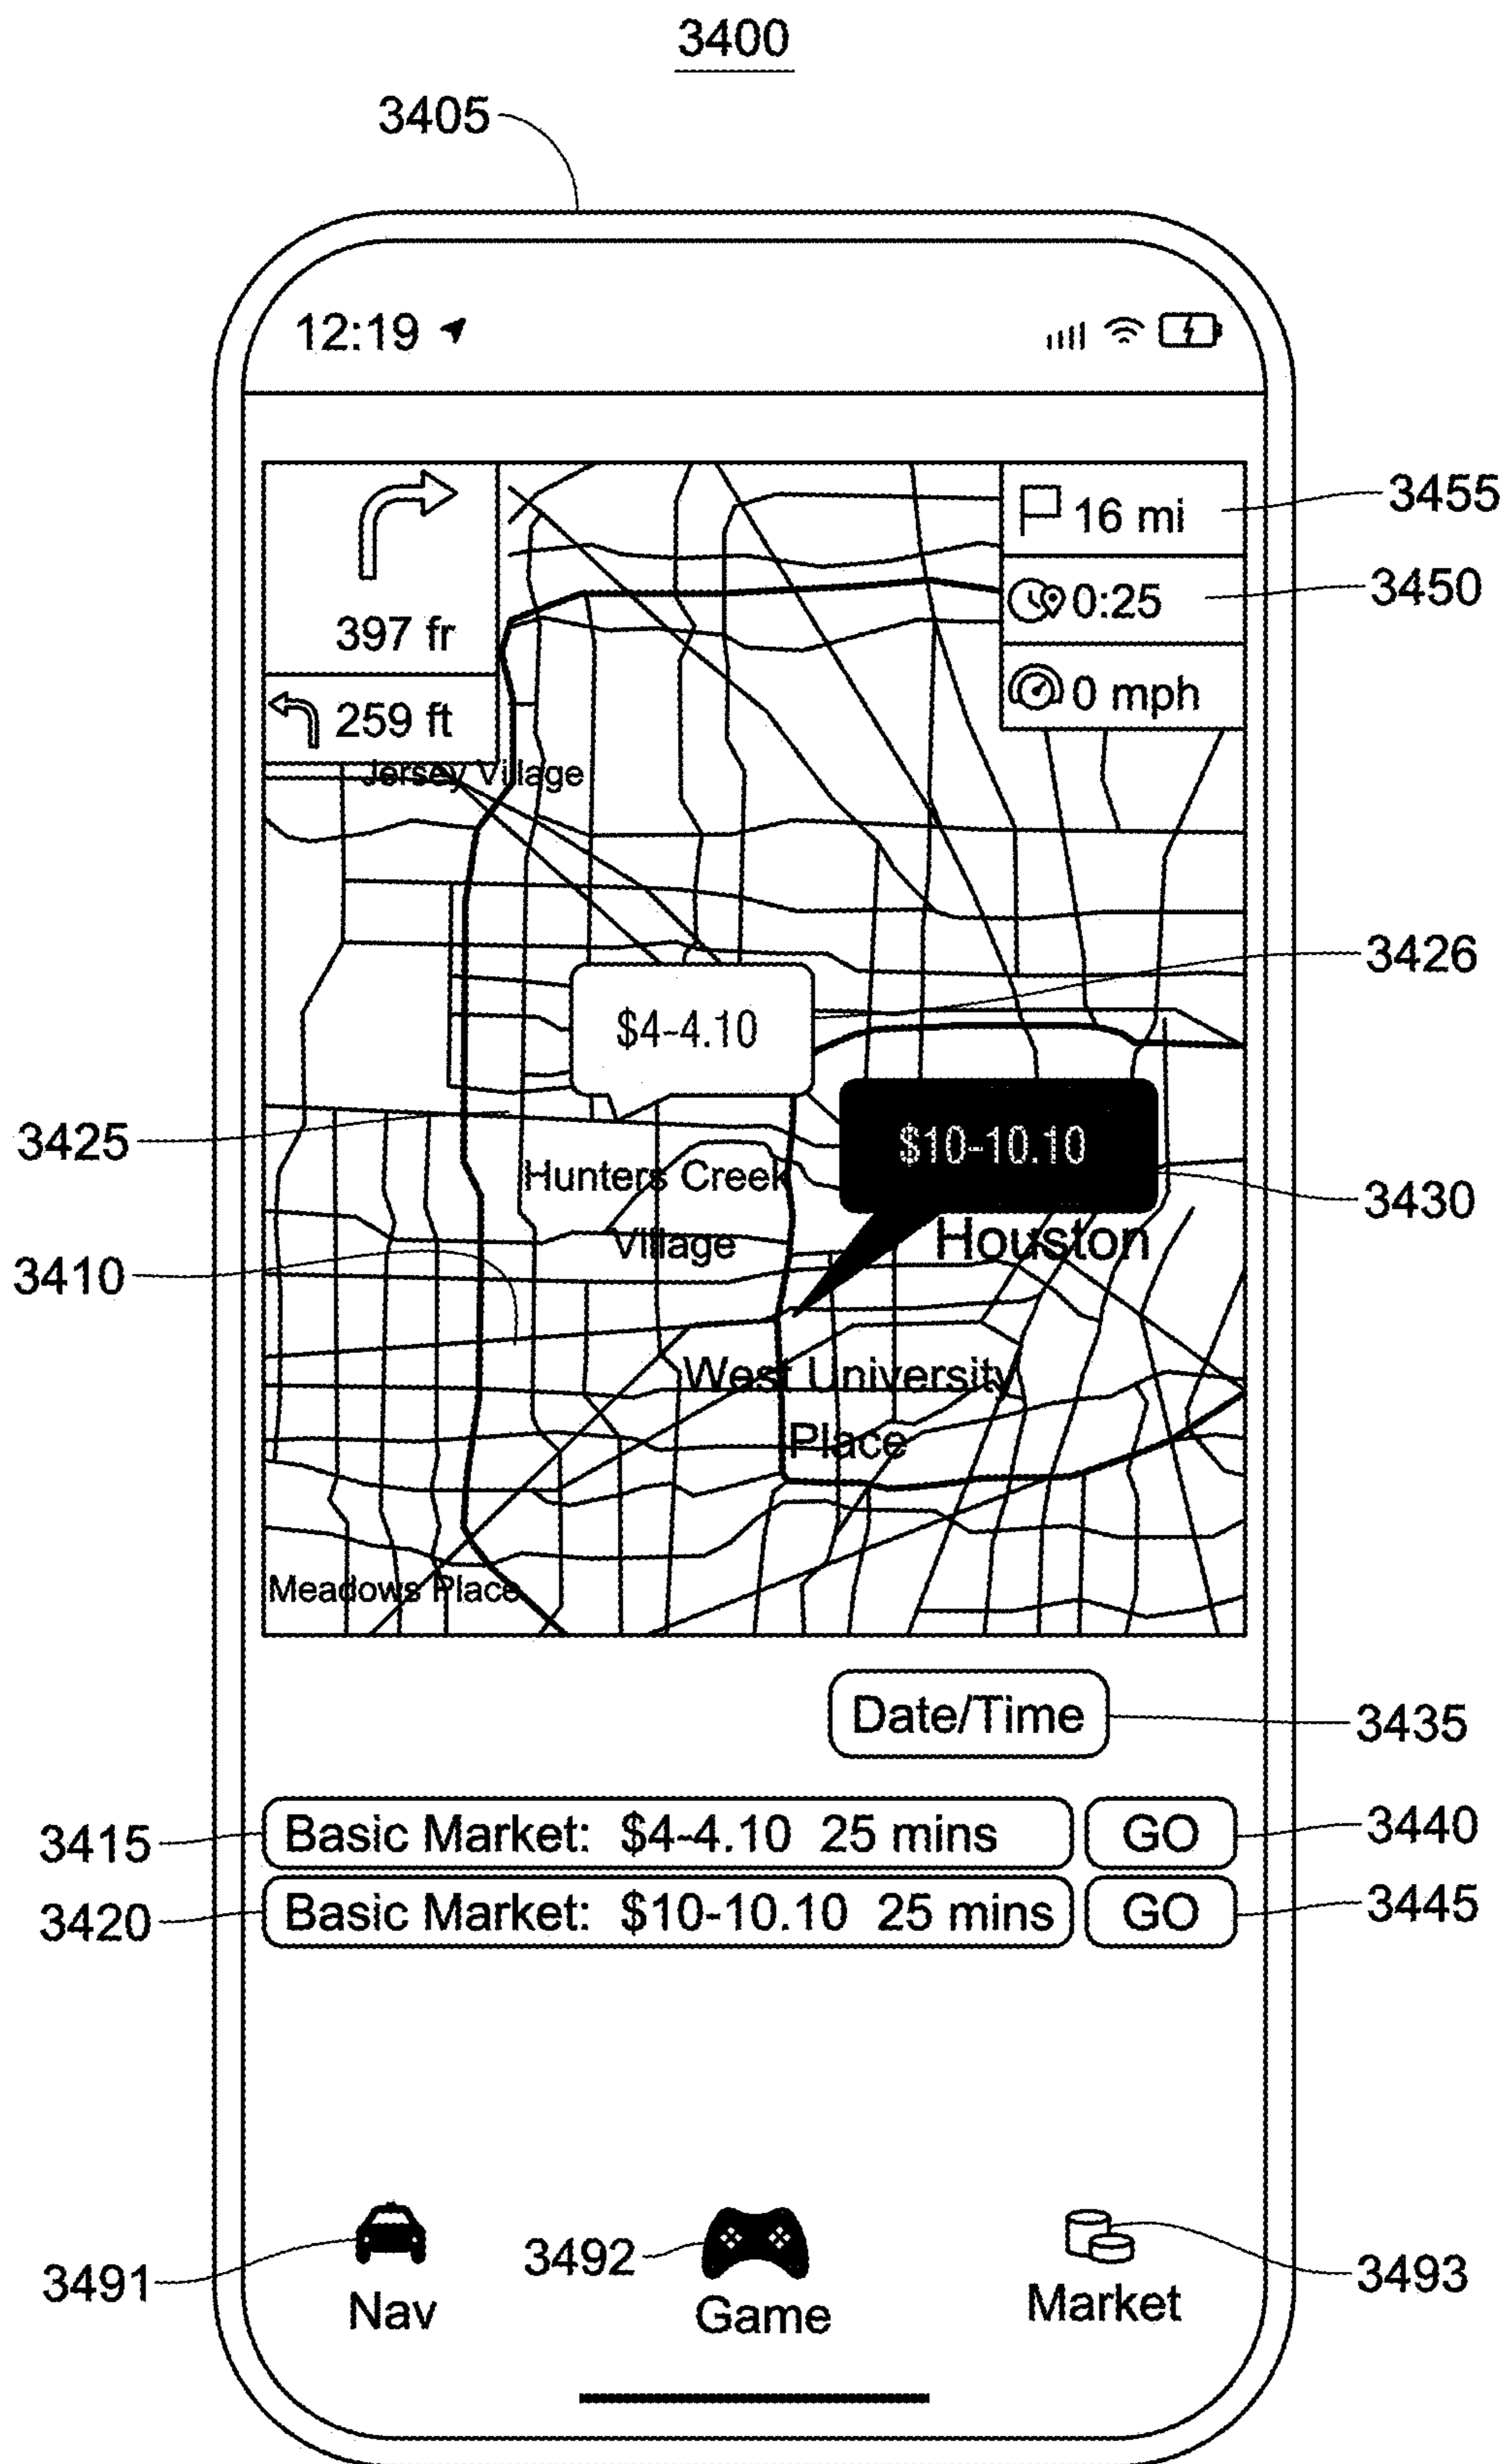 3400
3405
12:19
3455
16 mi
3450
0:25
397 fr
0 mph
259 ft
Jersey Village
3426
$4-4.10
3425
$10-10.10
Hunters Creek
3430
Village
Houston
3410
West University
Place
Meadows Place
Date/Time
3435
3415
Basic Market: $4-4.10 25 mins
GO
3440
3420
Basic Market: $10-10.10 25 mins
GO
3445
3491
3492
3493
Nav
Game
Market